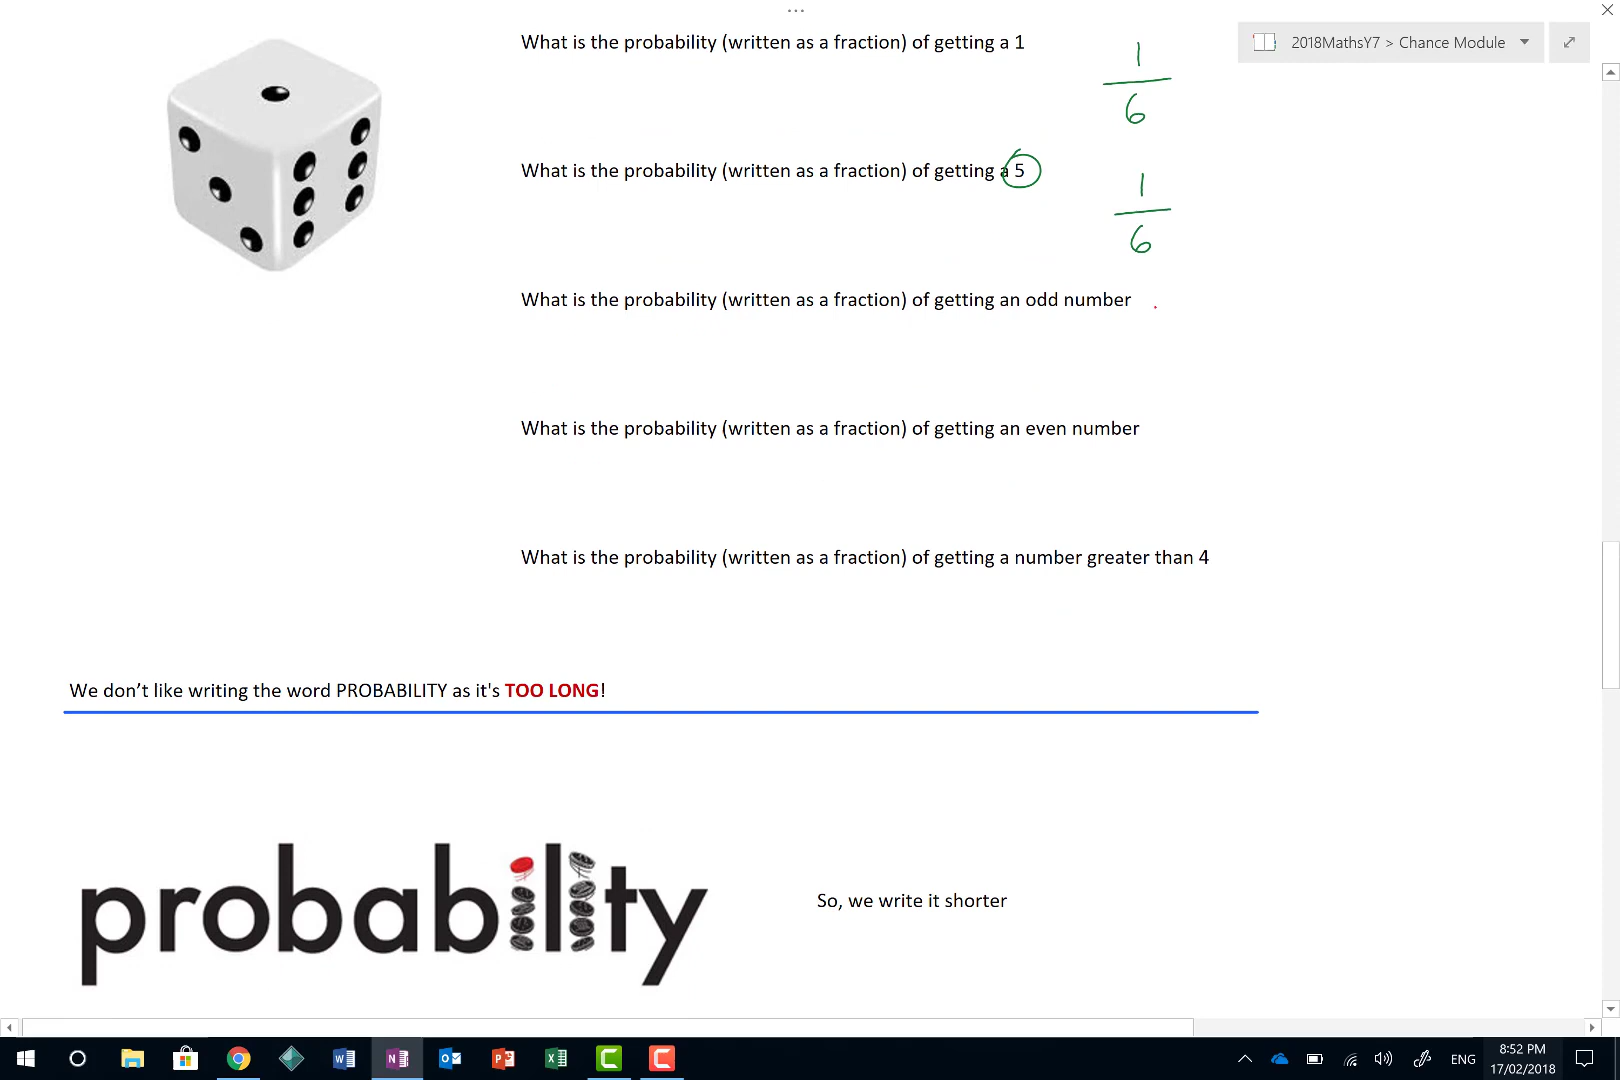 What is the probability (written as a fraction) of getting a 1
1
6
2018MathsY7 > Chance Module
What is the probability (written as a fraction) of getting a 5
1
6
What is the probability (written as a fraction) of getting an odd number
What is the probability (written as a fraction) of getting an even number
What is the probability (written as a fraction) of getting a number greater than 4
We don't like writing the word PROBABILITY as it's TOO LONG!
probability
So, we write it shorter
ENG
8:52 PM
17/02/2018